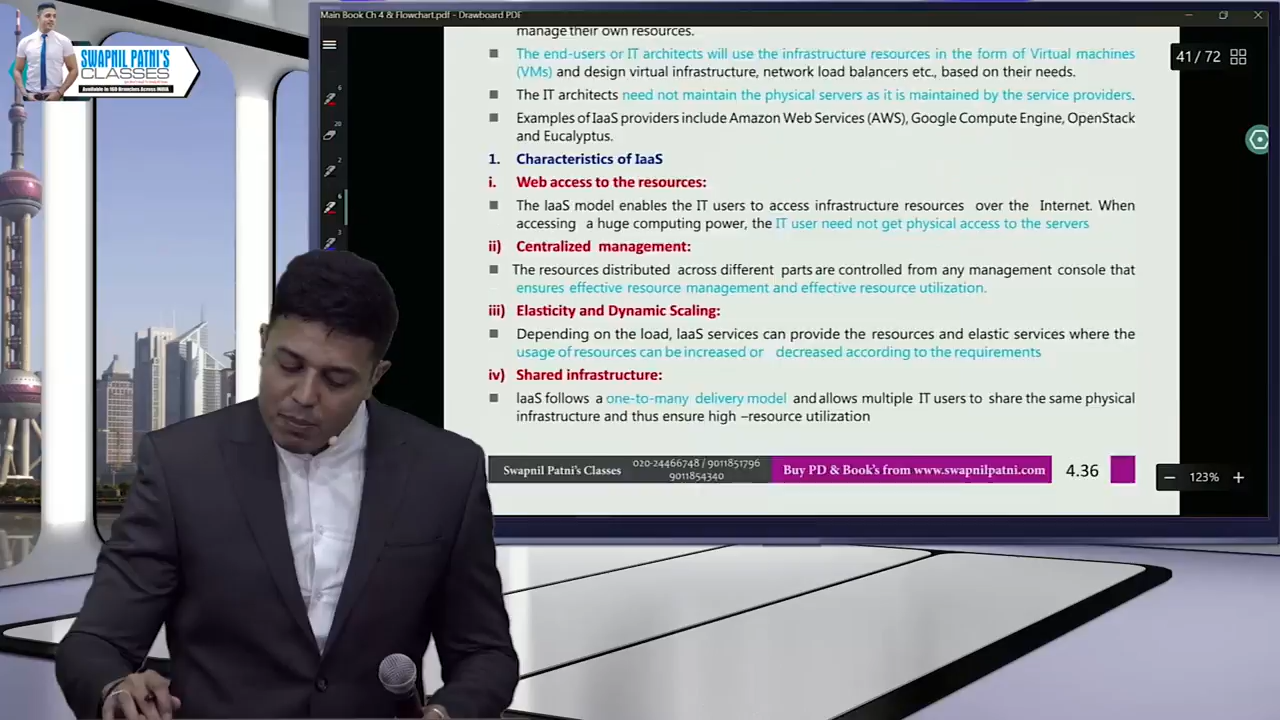 Main Book Ch 4 & Flowchart.pdf - Drawboard PDF
SWAPNIL PATNI'S
CLASSES
Available In 160 Branches Across INDIA
manage their own resources.
41 / 72
■ The end-users or IT architects will use the infrastructure resources in the form of Virtual machines
(VMs) and design virtual infrastructure, network load balancers etc., based on their needs.
■ The IT architects need not maintain the physical servers as it is maintained by the service providers.
■ Examples of IaaS providers include Amazon Web Services (AWS), Google Compute Engine, OpenStack
and Eucalyptus.
1. Characteristics of IaaS
i. Web access to the resources:
■ The IaaS model enables the IT users to access infrastructure resources over the Internet. When
accessing a huge computing power, the IT user need not get physical access to the servers
ii) Centralized management:
■ The resources distributed across different parts are controlled from any management console that
ensures effective resource management and effective resource utilization.
iii) Elasticity and Dynamic Scaling:
■ Depending on the load, IaaS services can provide the resources and elastic services where the
usage of resources can be increased or decreased according to the requirements
iv) Shared infrastructure:
■ IaaS follows a one-to-many delivery model and allows multiple IT users to share the same physical
infrastructure and thus ensure high –resource utilization
Swapnil Patni's Classes
020-24466748 / 9011851796
9011854340
Buy PD & Book's from www.swapnilpatni.com
4.36
123%